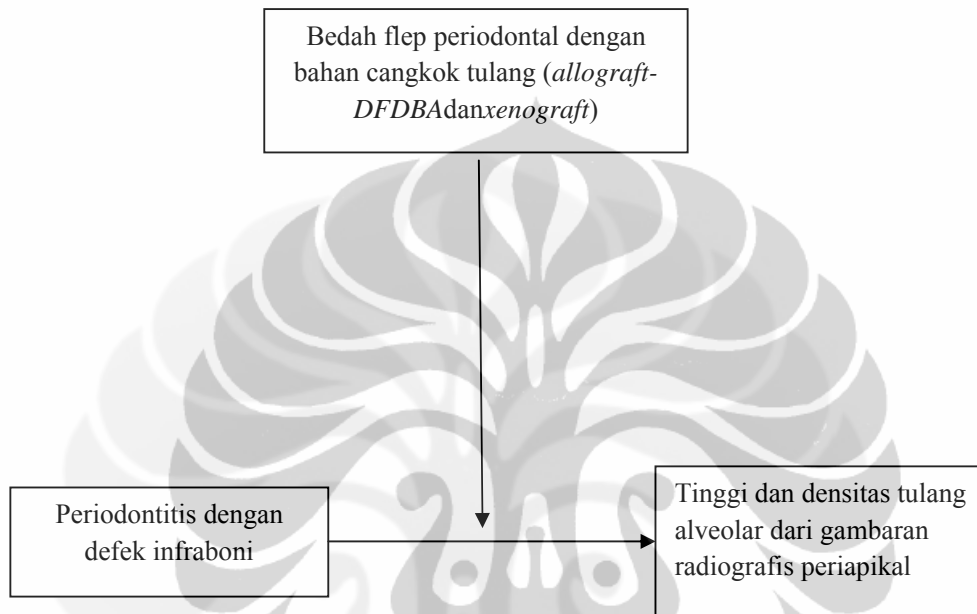 Bedah flep periodontal dengan
bahan cangkok tulang (allograft-
DFDBAdanxenograft)
Periodontitis dengan
defek infraboni
Tinggi dan densitas tulang
alveolar dari gambaran
radiografis periapikal